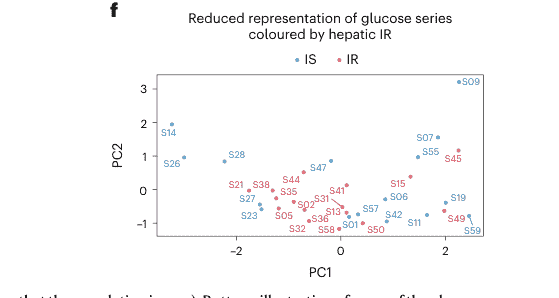 f
Reduced representation of glucose series
coloured by hepatic IR
IS IR
3
2
1
0
−1
PC2
S09
S14
S07
S55
S45
S26
S28
S47
S44
S15
S21
S38
S35
S41
S27
S02
S31
S06
S19
S23
S05
S36
S13
S57
S42
S11
S49
S32
S58
S01
S50
S59
−2 0 2
PC1